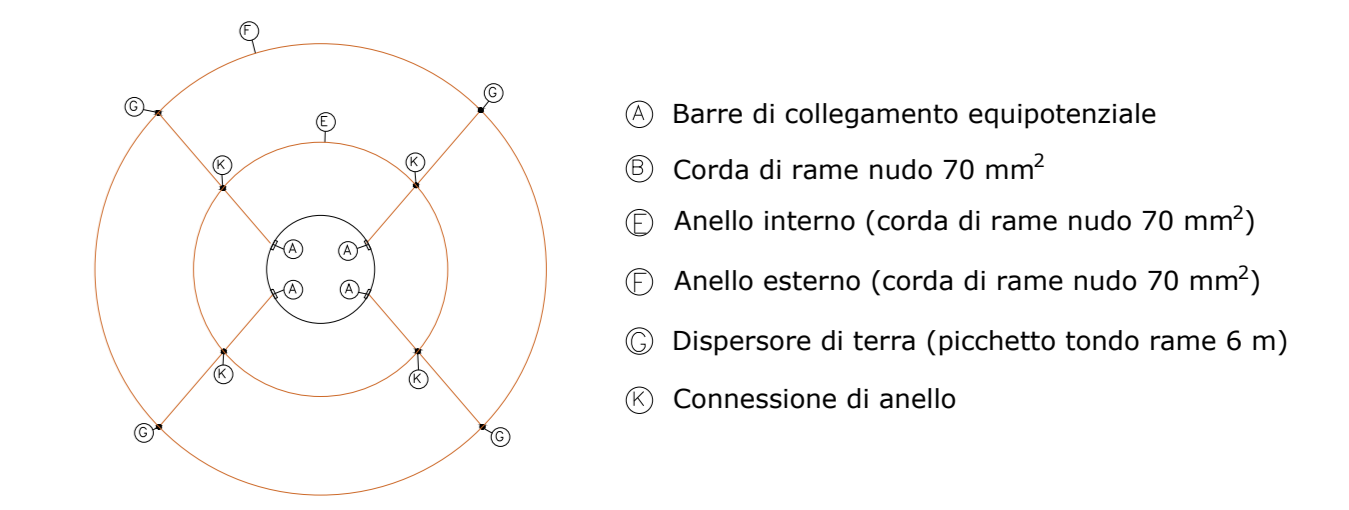 F
G
G
E
K
K
A
A
A
A
K
K
G
G
A Barre di collegamento equipotenziale
B Corda di rame nudo 70 mm²
E Anello interno (corda di rame nudo 70 mm²)
F Anello esterno (corda di rame nudo 70 mm²)
G Dispersore di terra (picchetto tondo rame 6 m)
K Connessione di anello